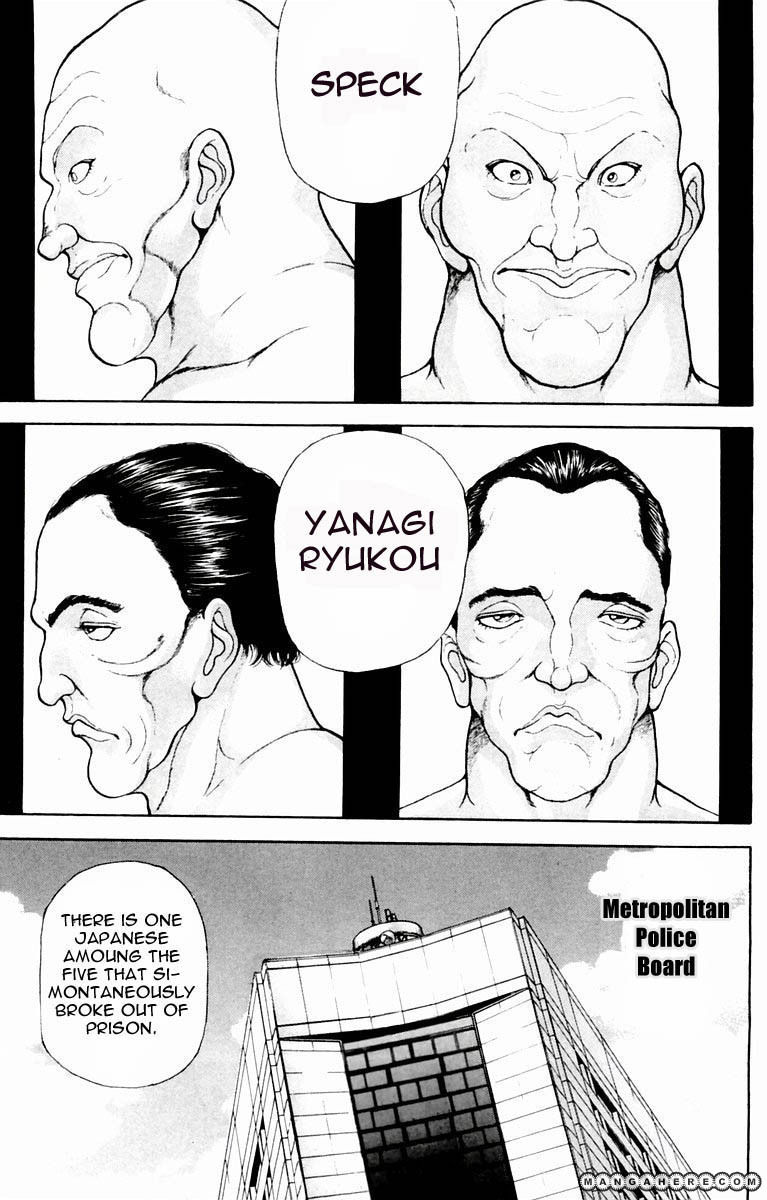 SPECK
YANAGI
RYUKOU
THERE IS ONE
JAPANESE
AMOUNG THE
FIVE THAT SI-
MONTANEOUSLY
BROKE OUT OF
PRISON.
Metropolitan
Police
Board
MANGAHERE.COM